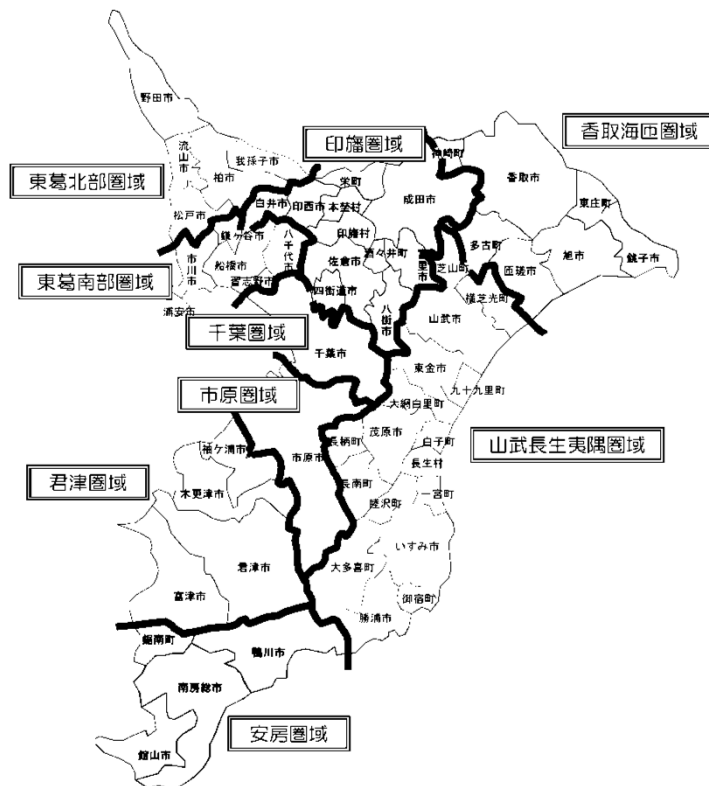 野田市
流山市
我孫子市
柏市
印旛圏域
神崎町
香取海匝圏域
香取市
東葛北部圏域
栄町
成田市
白井市
印西市
本埜村
東庄町
松戸市
鎌ケ谷市
八千代市
印旛村
多古町
旭市
銚子市
東葛南部圏域
市川市
船橋市
佐倉市
酒々井町
富里市
芝山町
匝瑳市
習志野市
四街道市
横芝光町
浦安市
八街市
山武市
千葉圏域
千葉市
東金市
市原圏域
大網白里町
九十九里町
袖ケ浦市
市原市
長柄町
茂原市
白子町
山武長生夷隅圏域
君津圏域
長生村
木更津市
長南町
睦沢町
一宮町
いすみ市
君津市
大多喜町
富津市
御宿町
勝浦市
鋸南町
鴨川市
南房総市
安房圏域
館山市